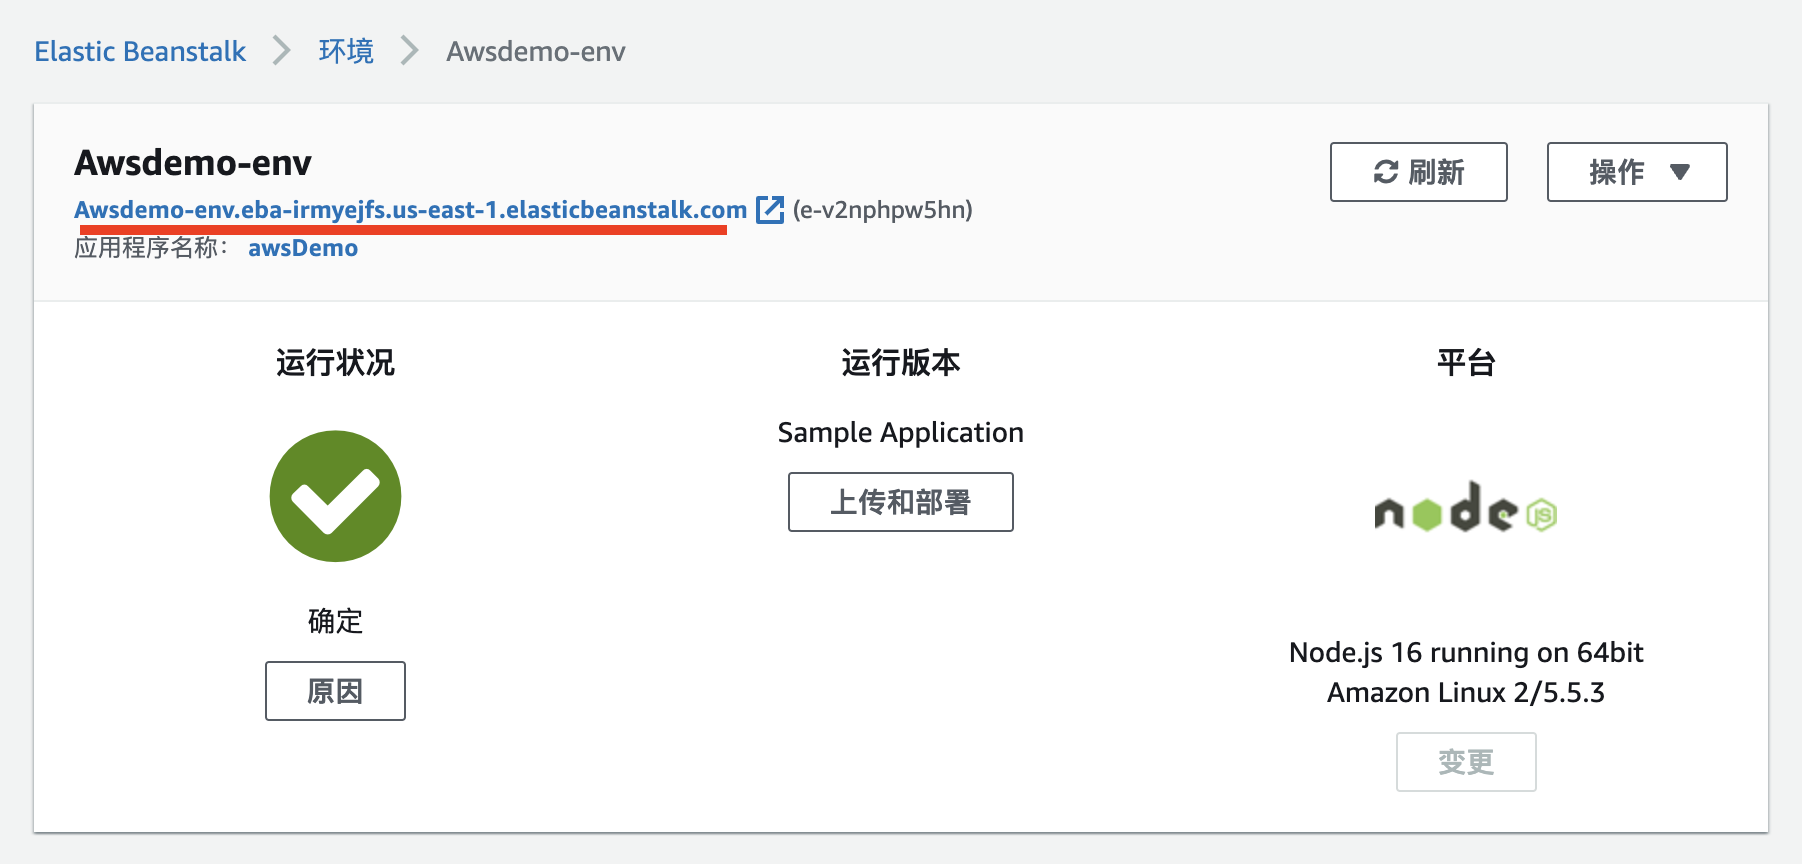 Elastic Beanstalk 环境 Awsdemo-env
Awsdemo-env
刷新 操作
Awsdemo-env.eba-irmyejfs.us-east-1.elasticbeanstalk.com (e-v2nphpw5hn)
应用程序名称： awsDemo
运行状况 运行版本 平台
Sample Application
上传和部署
node JS
确定
原因
Node.js 16 running on 64bit
Amazon Linux 2/5.5.3
变更